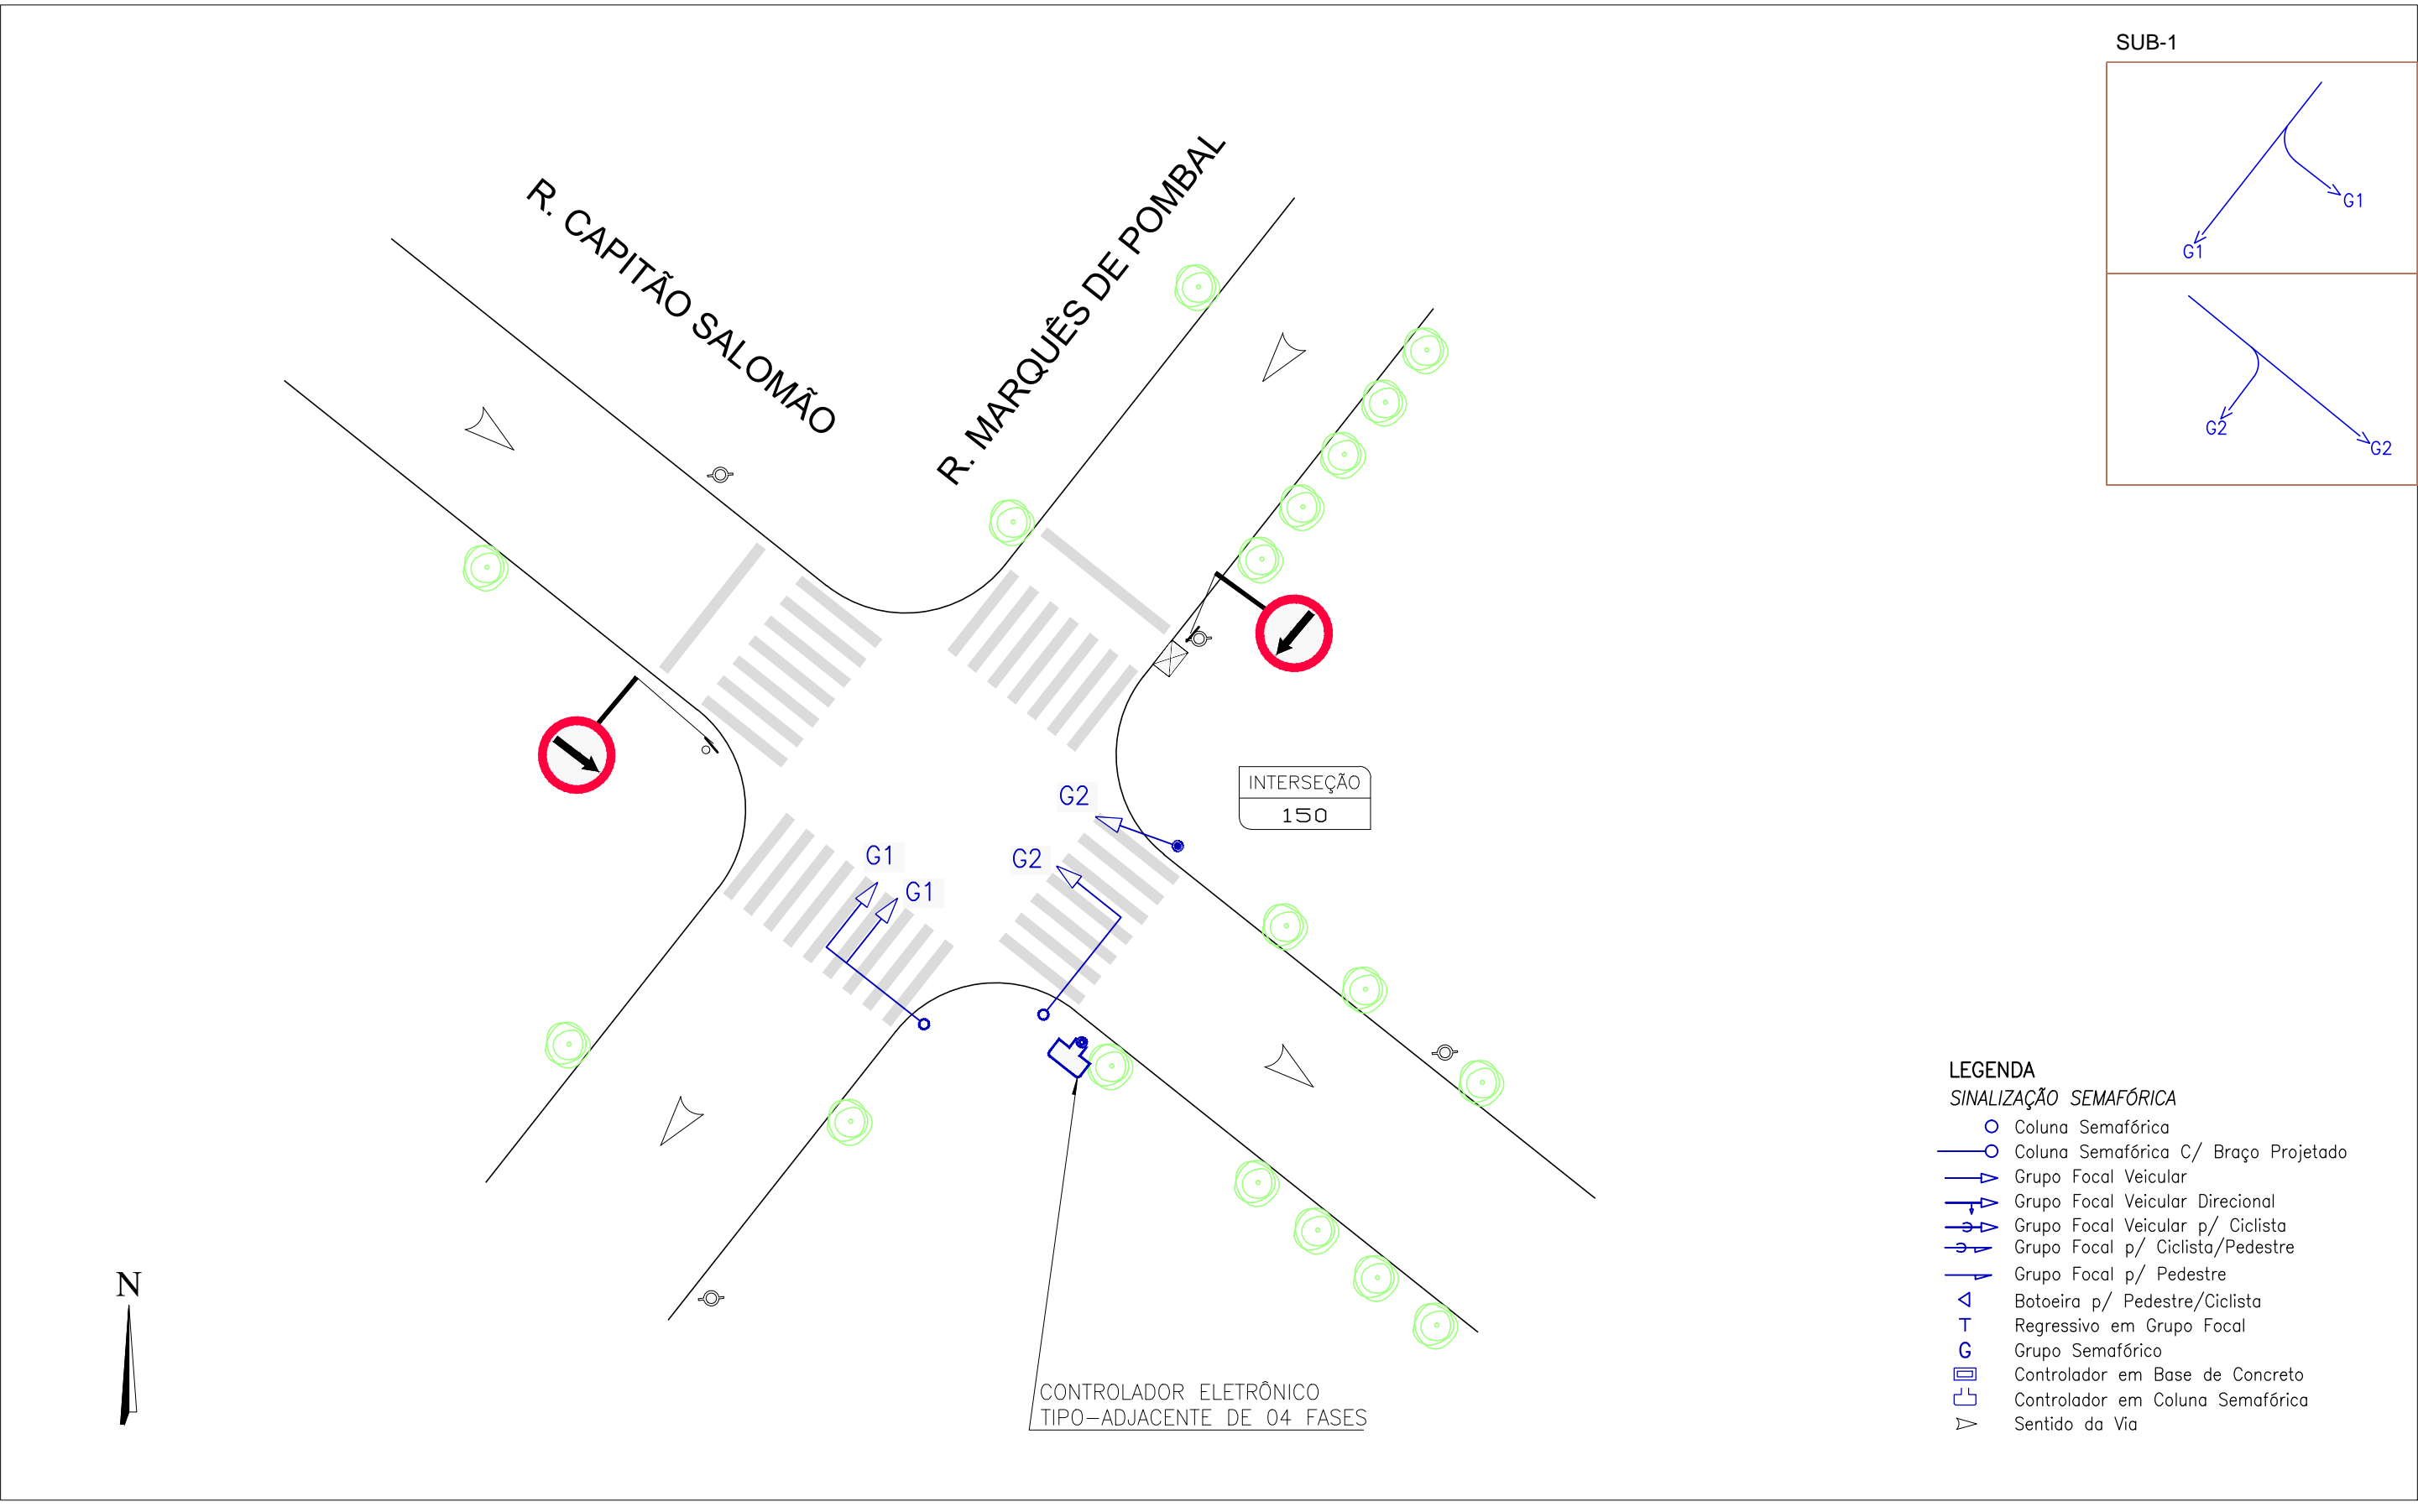 SUB-1
G1
G1
G2
G2
R. CAPITÃO SALOMÃO
R. MARQUÊS DE POMBAL
INTERSEÇÃO
150
G2
G2
G1
G1
CONTROLADOR ELETRÔNICO
TIPO-ADJACENTE DE 04 FASES
N
LEGENDA
SINALIZAÇÃO SEMAFÓRICA
Coluna Semafórica
Coluna Semafórica C/ Braço Projetado
Grupo Focal Veicular
Grupo Focal Veicular Direcional
Grupo Focal Veicular p/ Ciclista
Grupo Focal p/ Ciclista/Pedestre
Grupo Focal p/ Pedestre
Botoeira p/ Pedestre/Ciclista
T Regressivo em Grupo Focal
G Grupo Semafórico
Controlador em Base de Concreto
Controlador em Coluna Semafórica
Sentido da Via